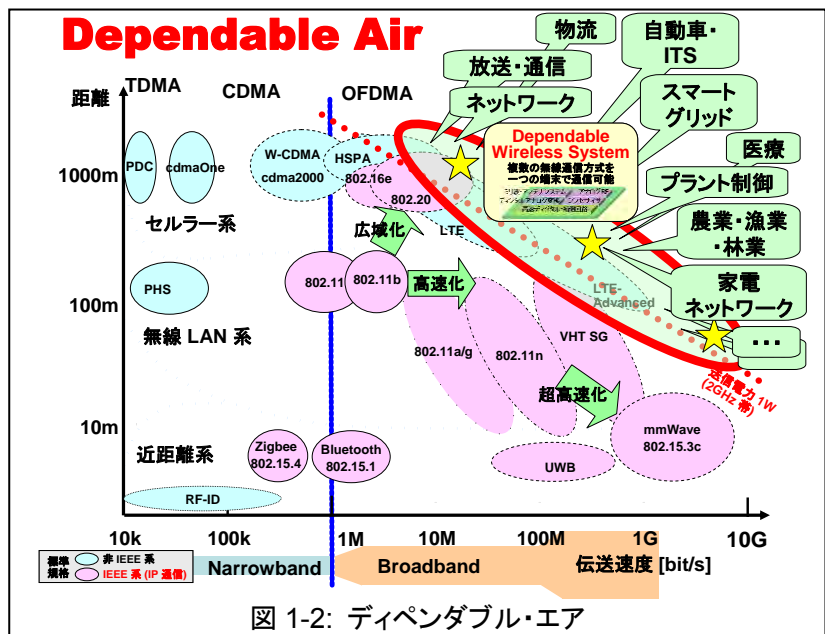 Dependable Air
物流
自動車・
ITS
放送・通信
ネットワーク
スマート
グリッド
距離
TDMA
CDMA
OFDMA
Dependable
Wireless System
複数の無線通信方式を
一つの端末で通信可能
医療
プラント制御
農業・漁業
・林業
家電
ネットワーク
・・・
1000m
PDC
cdmaOne
W-CDMA
cdma2000
HSPA
802.16e
802.20
セルラー系
広域化
LTE
PHS
802.11
802.11b
高速化
LTE-
Advanced
100m
無線 LAN 系
802.11a/g
802.11n
VHT SG
送信電力 1W
(2GHz 帯)
超高速化
10m
近距離系
Zigbee
802.15.4
Bluetooth
802.15.1
UWB
mmWave
802.15.3c
RF-ID
10k
100k
1M
10M
100M
1G
10G
標準
規格
非 IEEE 系
IEEE 系 (IP 通信)
Narrowband
Broadband
伝送速度 [bit/s]
図 1-2: ディペンダブル・エア